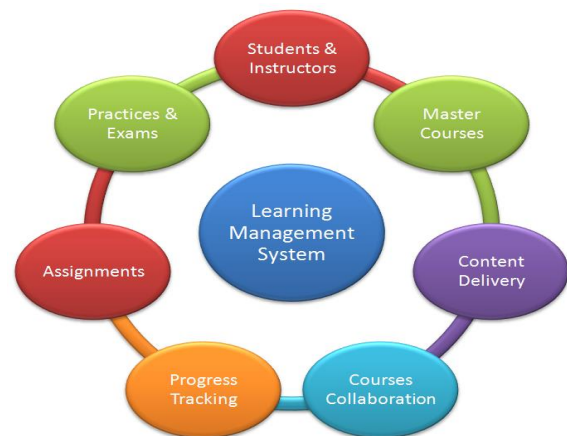 Students &
Instructors
Master
Courses
Content
Delivery
Courses
Collaboration
Progress
Tracking
Assignments
Practices &
Exams
Learning
Management
System